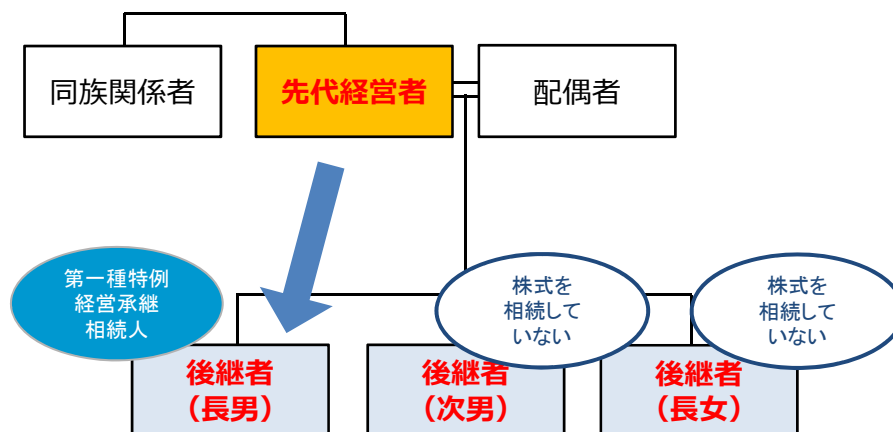 同族関係者
先代経営者
配偶者
第一種特例
経営承継
相続人
株式を
相続して
いない
株式を
相続して
いない
後継者
（長男）
後継者
（次男）
後継者
（長女）